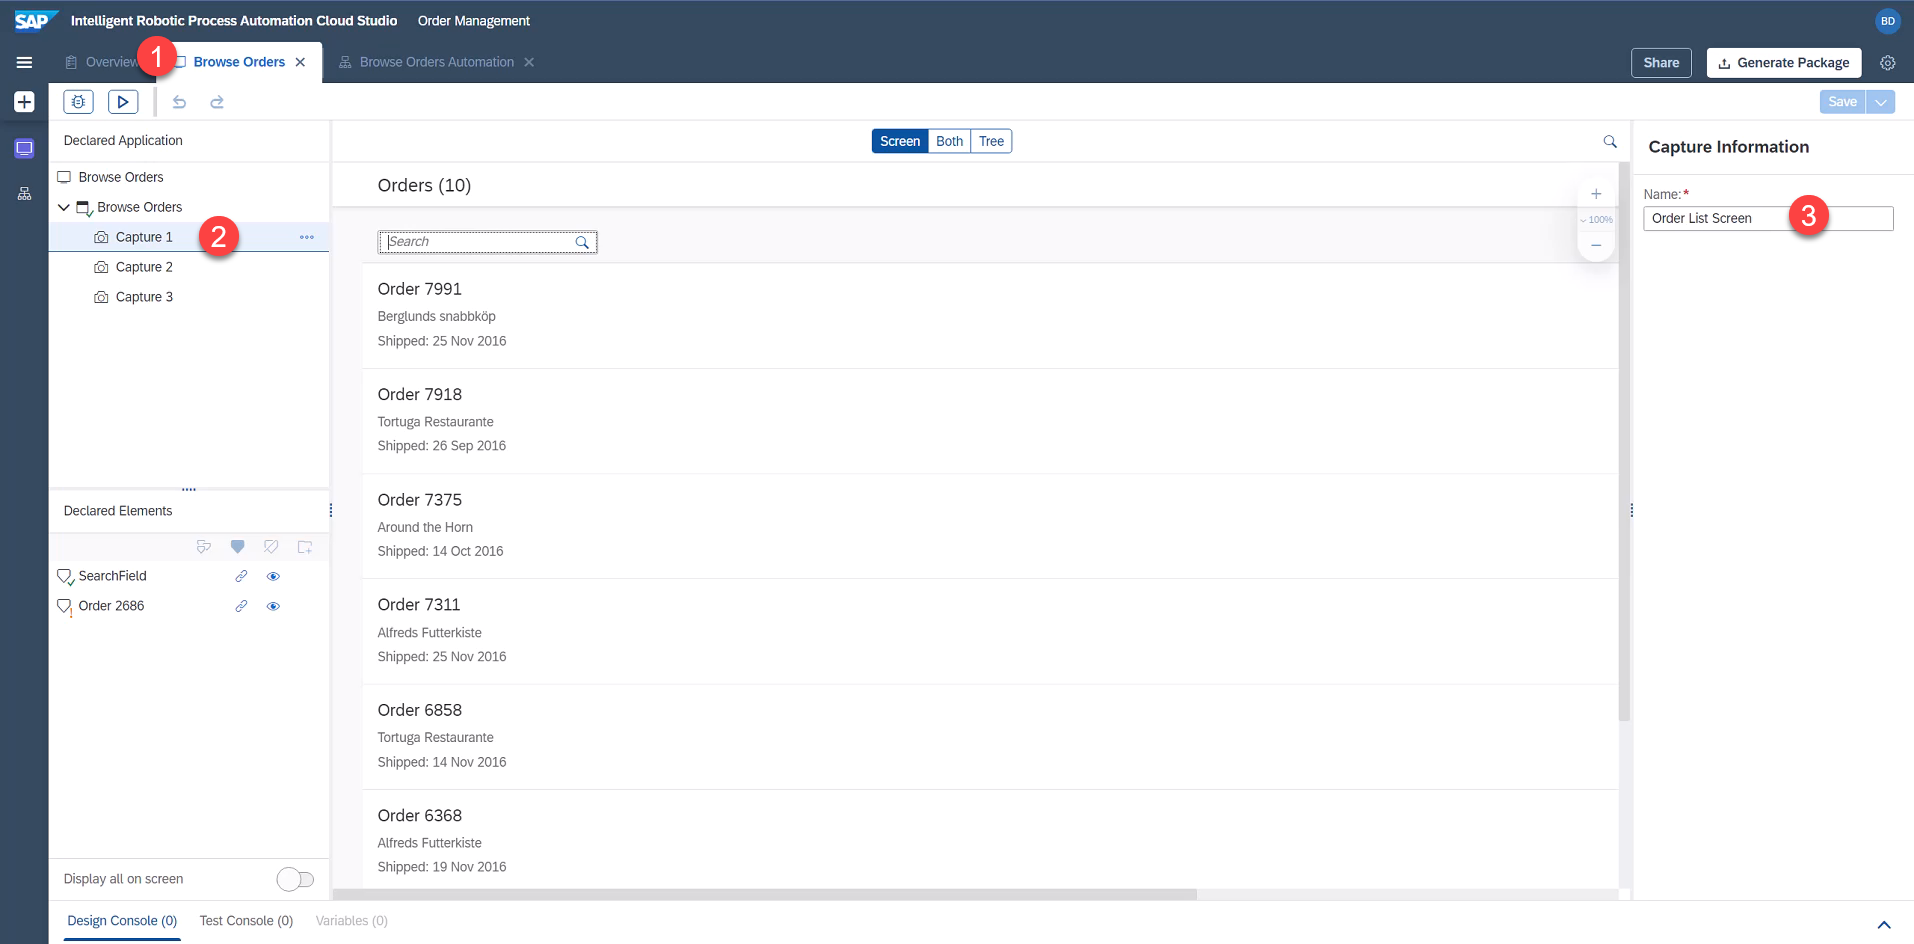 SAP Intelligent Robotic Process Automation Cloud Studio Order Management BD
Overview 1 Browse Orders Browse Orders Automation Share Generate Package
Save
Declared Application
Browse Orders
Browse Orders
Capture 1 2
Capture 2
Capture 3
Declared Elements
SearchField
Order 2686
Display all on screen
Screen Both Tree
Orders (10)
100%
Search
Order 7991
Berglunds snabbköp
Shipped: 25 Nov 2016
Order 7918
Tortuga Restaurante
Shipped: 26 Sep 2016
Order 7375
Around the Horn
Shipped: 14 Oct 2016
Order 7311
Alfreds Futterkiste
Shipped: 25 Nov 2016
Order 6858
Tortuga Restaurante
Shipped: 14 Nov 2016
Order 6368
Alfreds Futterkiste
Shipped: 19 Nov 2016
Capture Information
Name:*
Order List Screen 3
Design Console (0) Test Console (0) Variables (0)